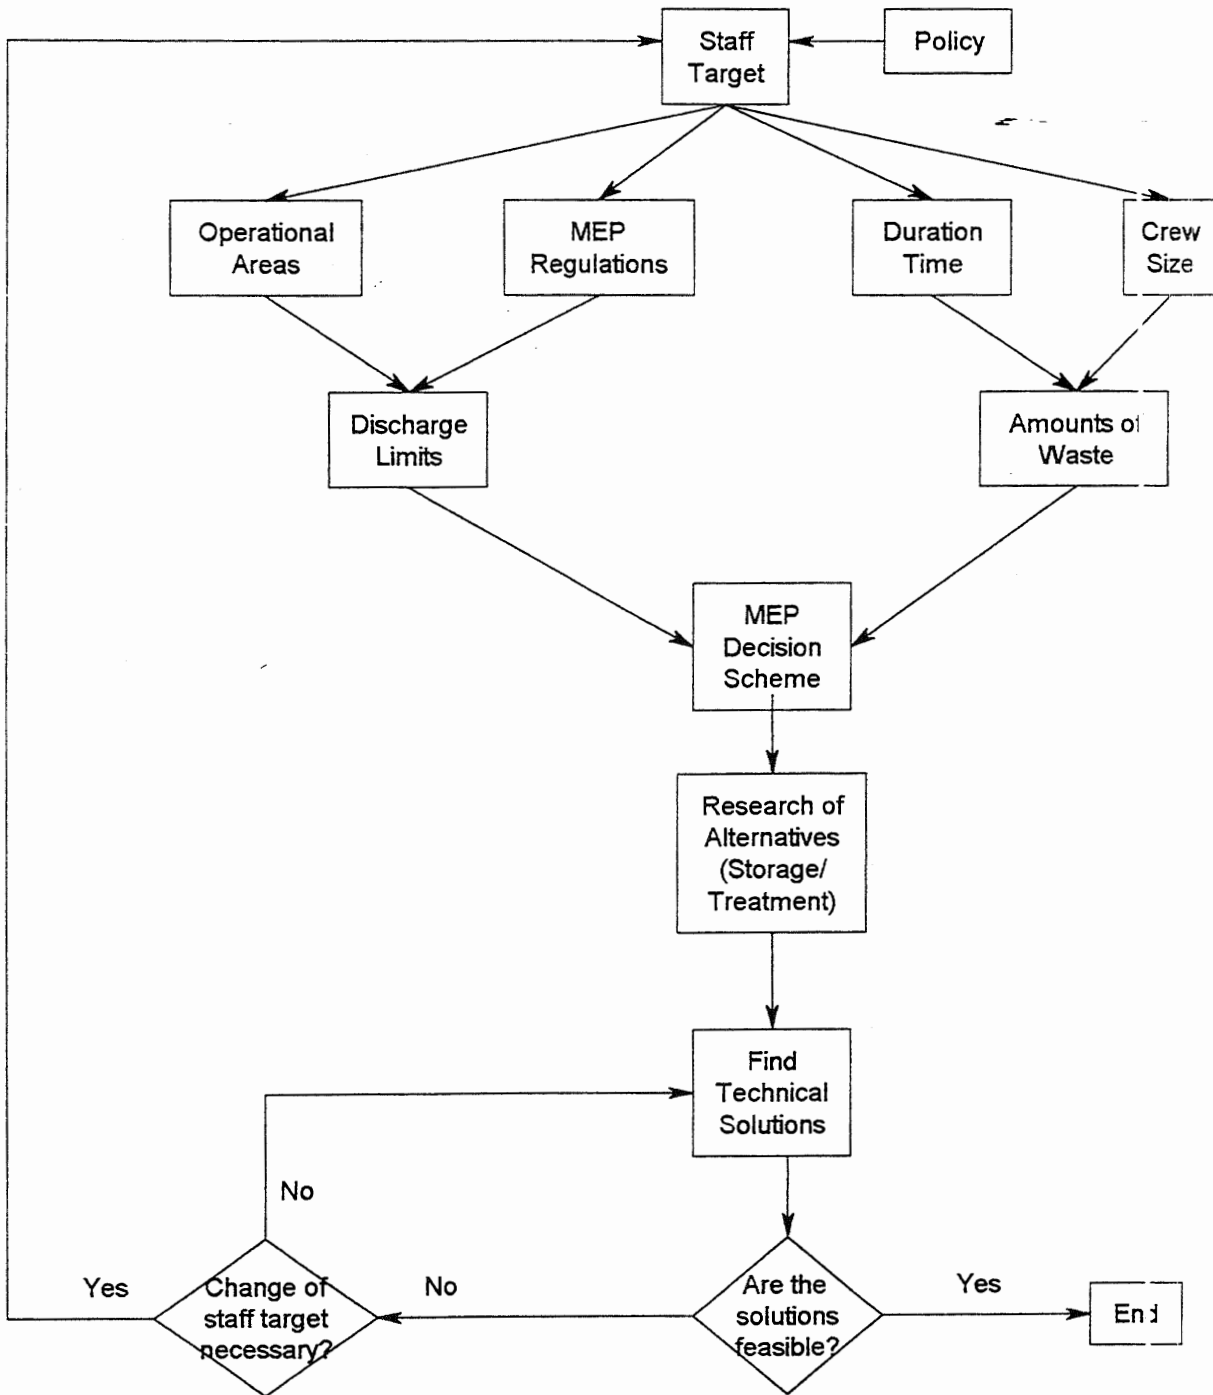 Staff
Target
Policy
Operational
Areas
MEP
Regulations
Duration
Time
Crew
Size
Discharge
Limits
Amounts of
Waste
MEP
Decision
Scheme
Research of
Alternatives
(Storage/
Treatment)
Find
Technical
Solutions
No
Yes
Change of
staff target
necessary?
No
Are the
solutions
feasible?
Yes
End